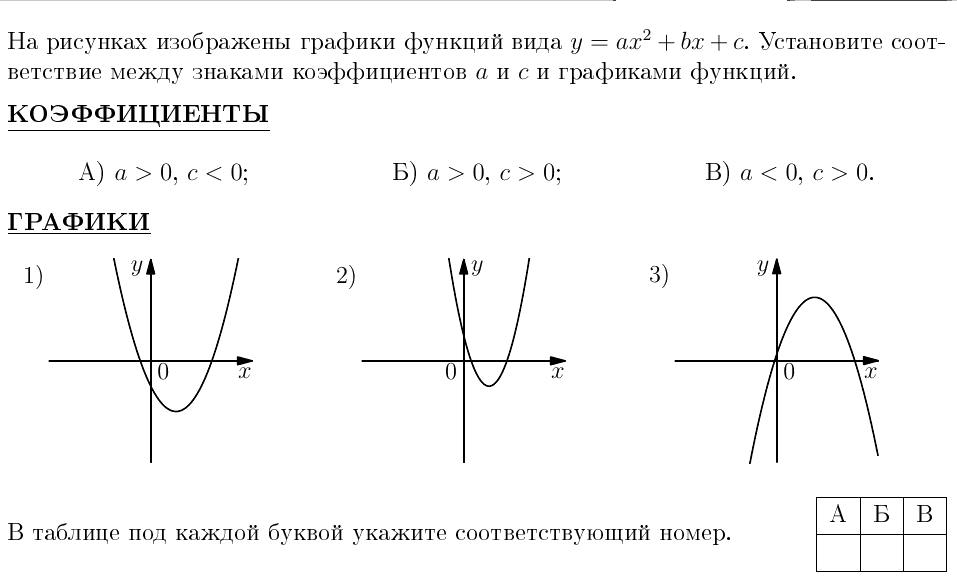 На рисунках изображены графики функций вида y = ax² + bx + c. Установите соот-
ветствие между знаками коэффициентов a и c и графиками функций.
КОЭФФИЦИЕНТЫ
А) a > 0, c < 0; Б) a > 0, c > 0; В) a < 0, c > 0.
ГРАФИКИ
1) y 0 x 2) y 0 x 3) y 0 x
А Б В
В таблице под каждой буквой укажите соответствующий номер.